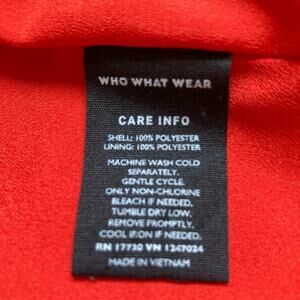 WHO WHAT WEAR
CARE INFO
SHELL: 100% POLYESTER
LINING: 100% POLYESTER
MACHINE WASH COLD
SEPARATELY.
GENTLE CYCLE.
ONLY NON-CHLORINE
BLEACH IF NEEDED.
TUMBLE DRY LOW.
REMOVE PROMPTLY.
COOL IRON IF NEEDED.
RN 17730 VN 1247024
MADE IN VIETNAM